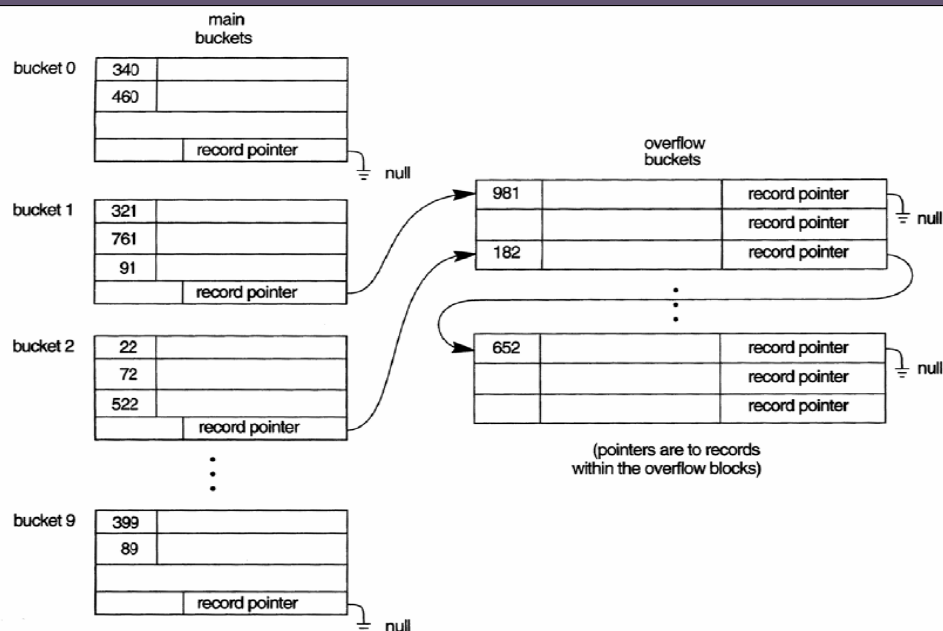 main
buckets
bucket 0
340
460
record pointer
null
bucket 1
321
761
91
record pointer
bucket 2
22
72
522
record pointer
bucket 9
399
89
record pointer
null
overflow
buckets
981
record pointer
null
record pointer
182
record pointer
652
record pointer
null
record pointer
record pointer
(pointers are to records
within the overflow blocks)